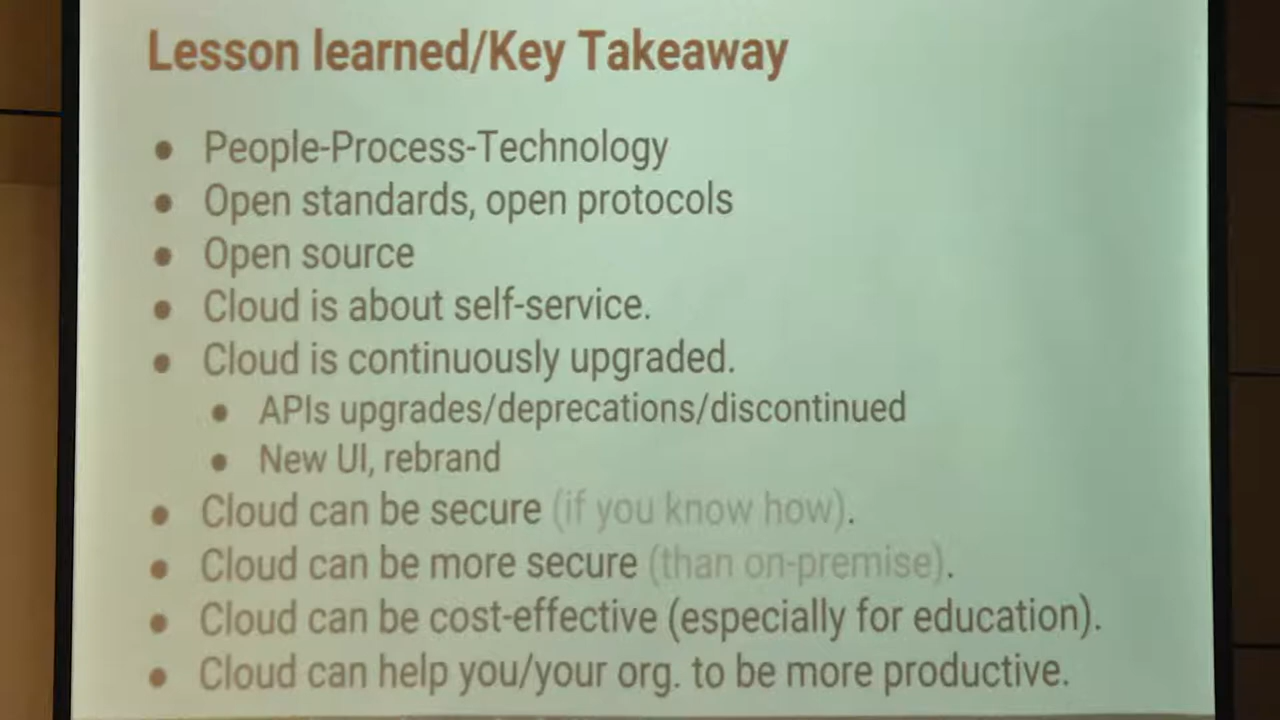 Lesson learned/Key Takeaway
● People-Process-Technology
● Open standards, open protocols
● Open source
● Cloud is about self-service.
● Cloud is continuously upgraded.
● APIs upgrades/deprecations/discontinued
● New UI, rebrand
● Cloud can be secure (if you know how).
● Cloud can be more secure (than on-premise).
● Cloud can be cost-effective (especially for education).
● Cloud can help you/your org. to be more productive.